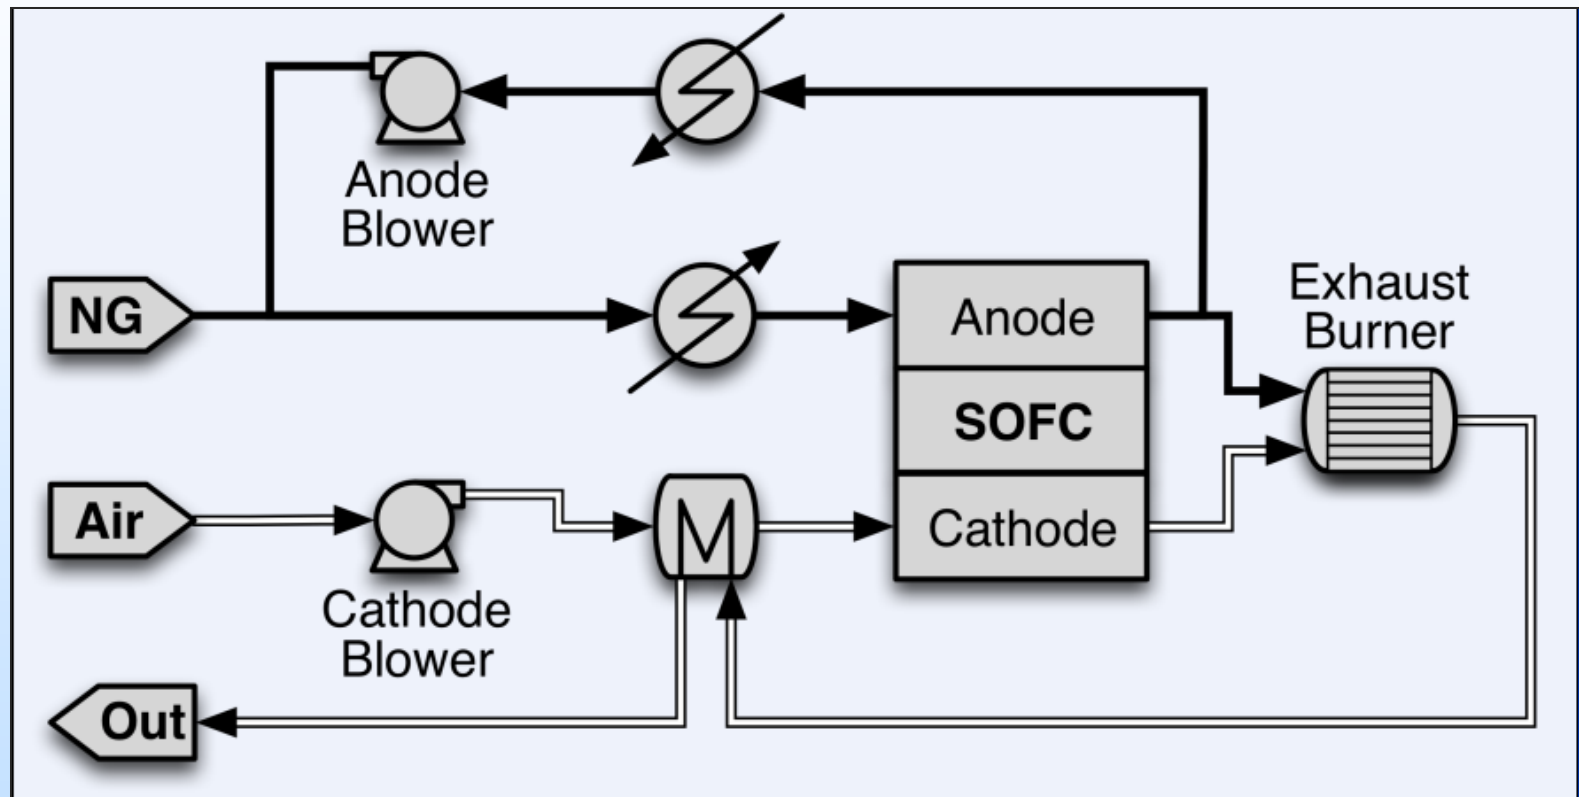 Anode
Blower
NG
Anode
Exhaust
Burner
SOFC
Air
Cathode
Cathode
Blower
Out